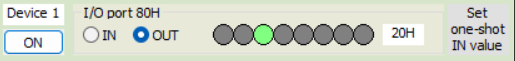 Device 1
ON
I/O port 80H
IN
OUT
20H
Set
one-shot
IN value